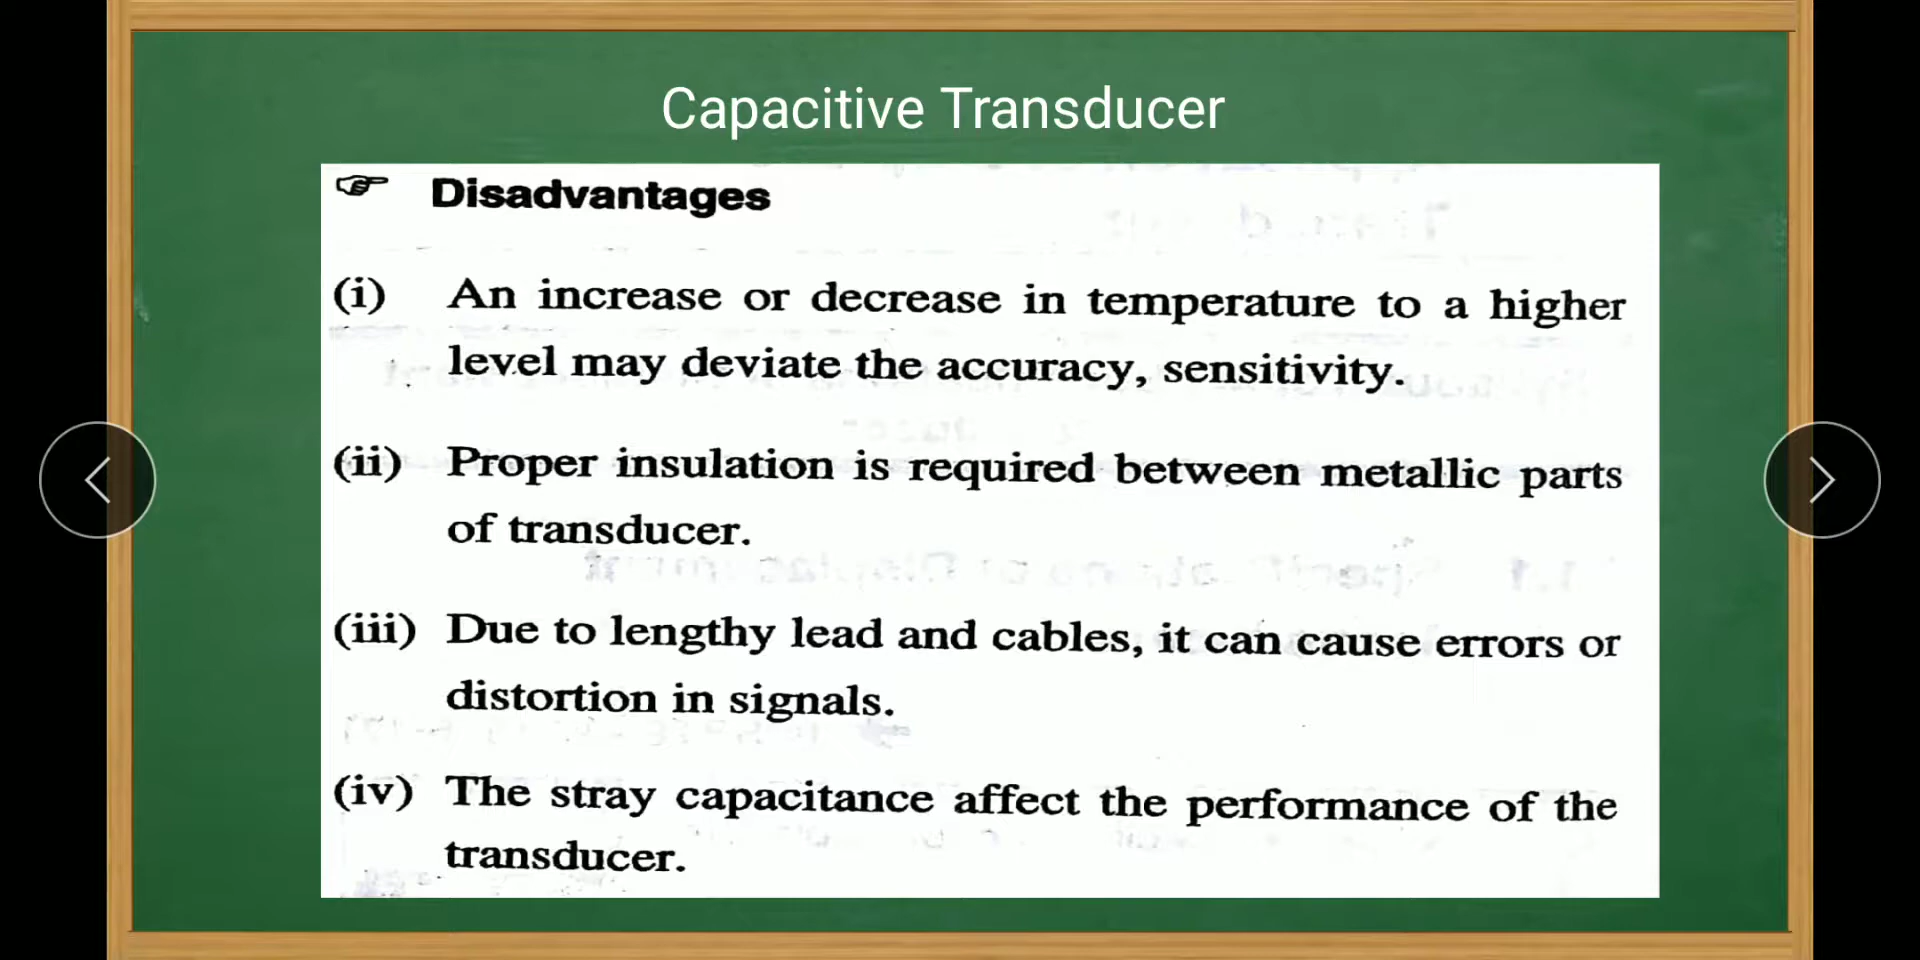 Capacitive Transducer
☞ Disadvantages
(i) An increase or decrease in temperature to a higher
level may deviate the accuracy, sensitivity.
(ii) Proper insulation is required between metallic parts
of transducer.
(iii) Due to lengthy lead and cables, it can cause errors or
distortion in signals.
(iv) The stray capacitance affect the performance of the
transducer.